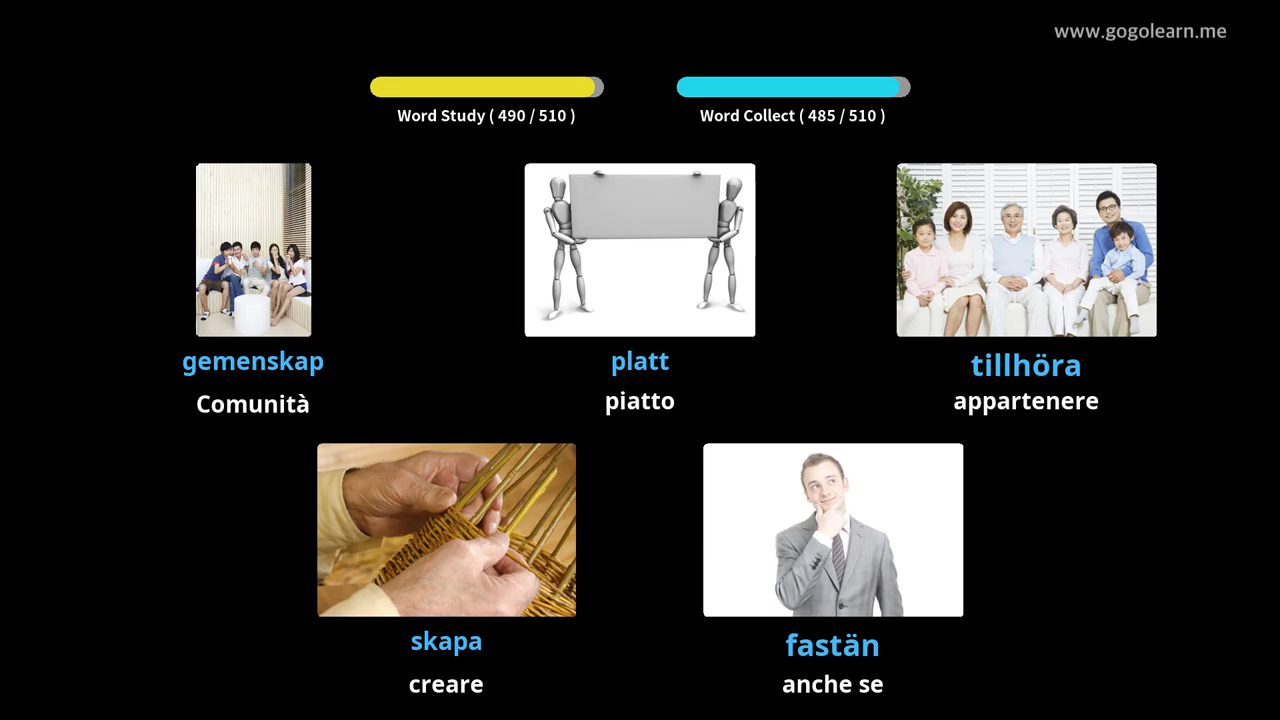 www.gogolearn.me
Word Study ( 490 / 510 )
Word Collect ( 485 / 510 )
gemenskap
Comunità
platt
piatto
tillhöra
appartenere
skapa
creare
fastän
anche se